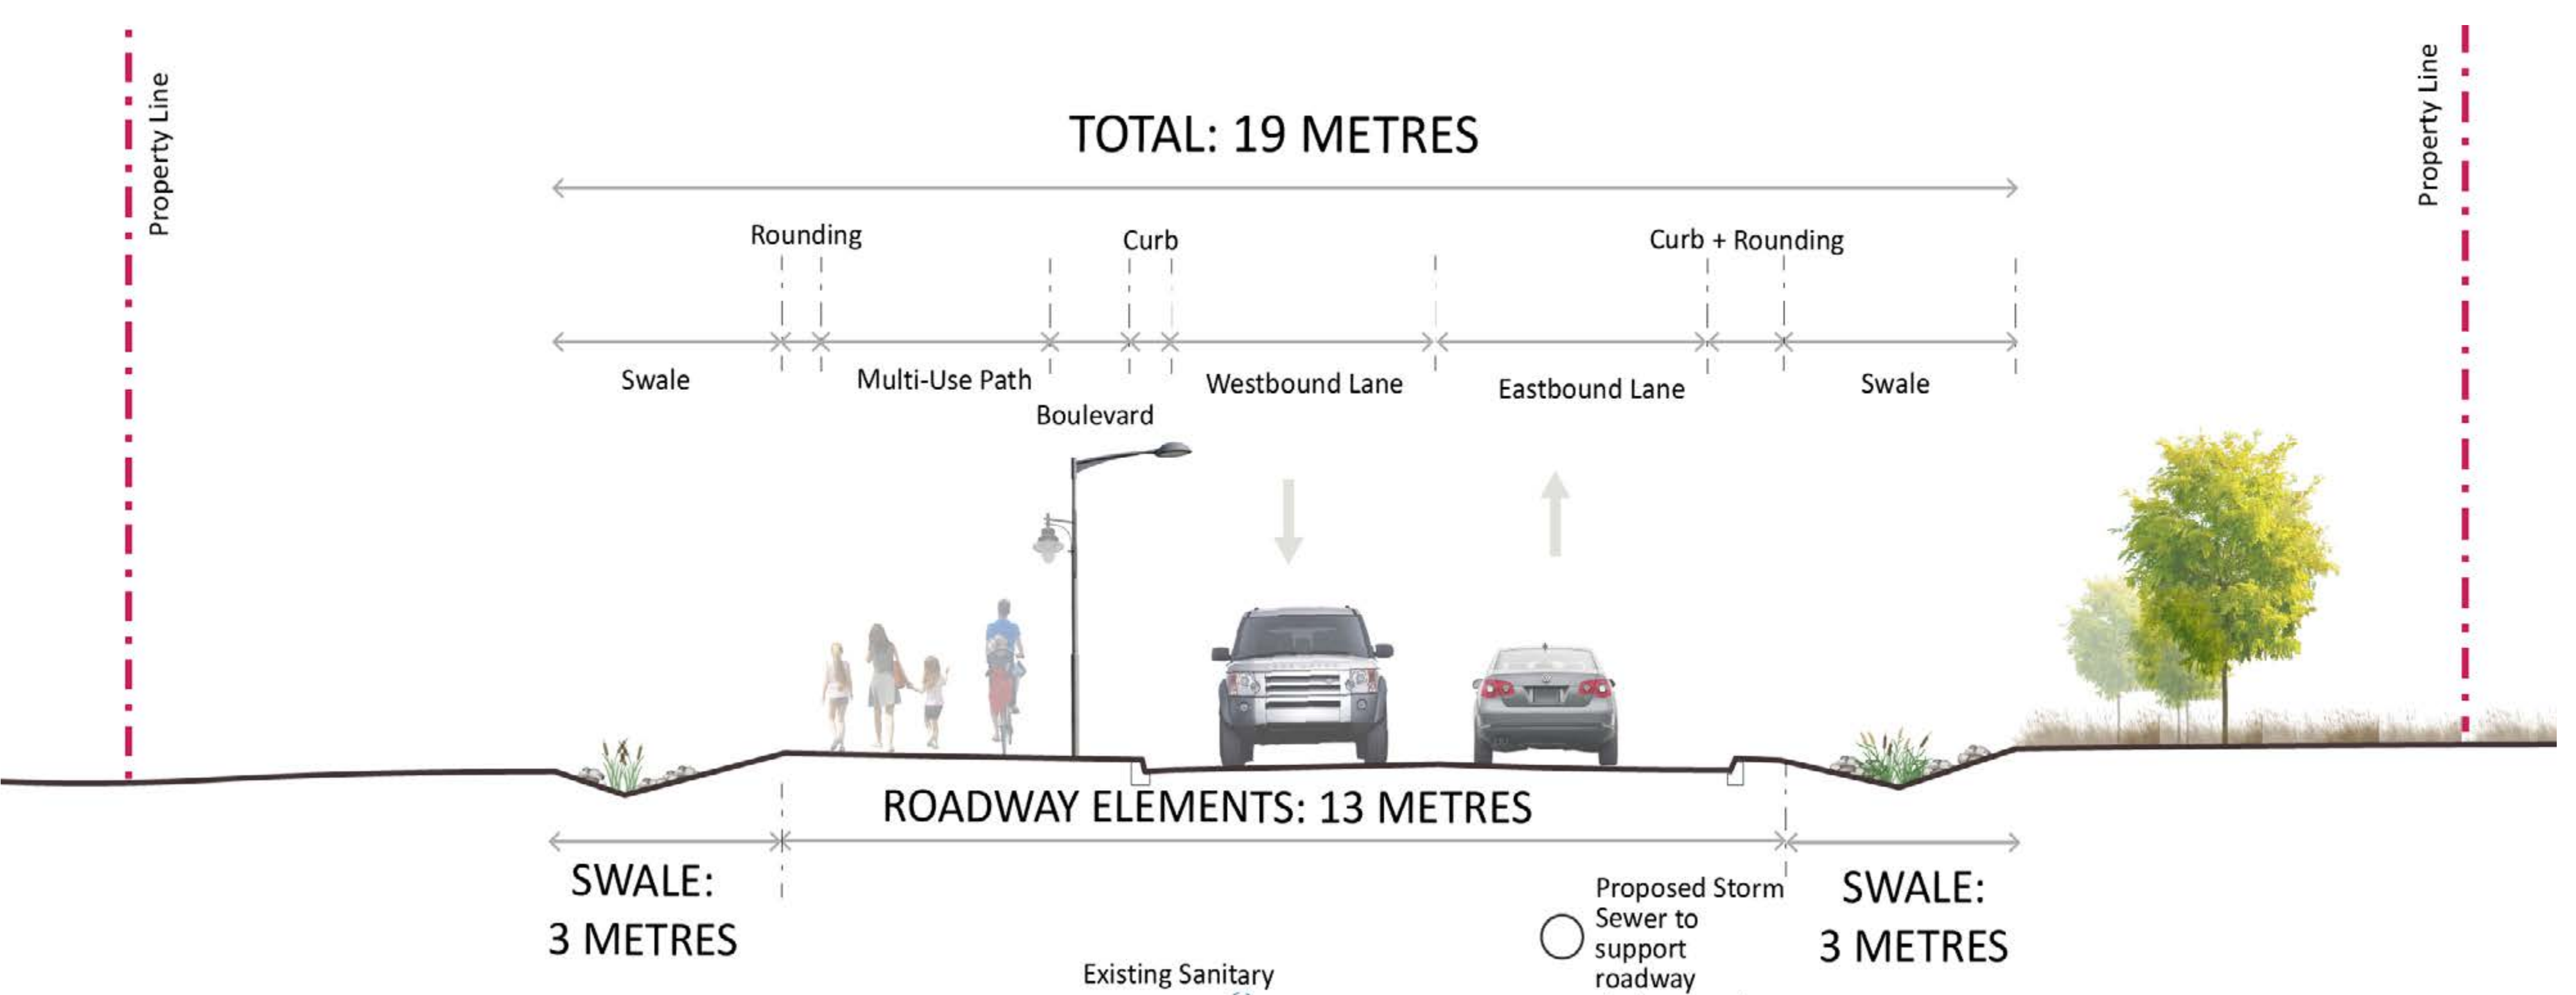 Property Line
Property Line
TOTAL: 19 METRES
Rounding
Curb
Curb + Rounding
Swale
Multi-Use Path
Boulevard
Westbound Lane
Eastbound Lane
Swale
ROADWAY ELEMENTS: 13 METRES
SWALE:
3 METRES
Proposed Storm
Sewer to
support
roadway
SWALE:
3 METRES
Existing Sanitary